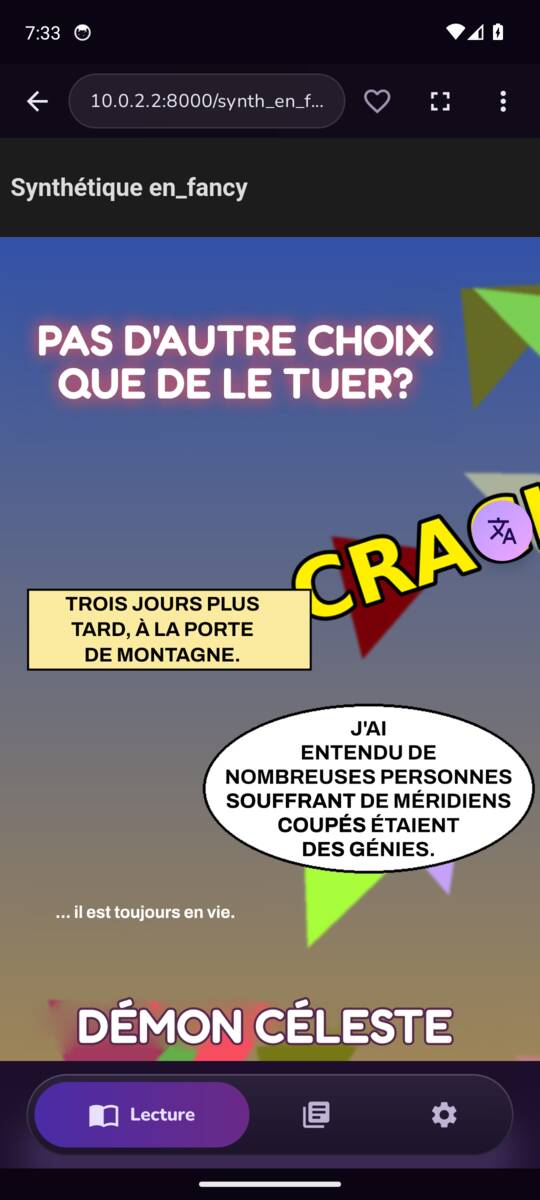 7:33
10.0.2.2:8000/synth_en_f...
Synthétique en_fancy
PAS D'AUTRE CHOIX
QUE DE LE TUER?
TROIS JOURS PLUS
TARD, À LA PORTE
DE MONTAGNE.
J'AI
ENTENDU DE
NOMBREUSES PERSONNES
SOUFFRANT DE MÉRIDIENS
COUPÉS ÉTAIENT
DES GÉNIES.
... il est toujours en vie.
DÉMON CÉLESTE
Lecture